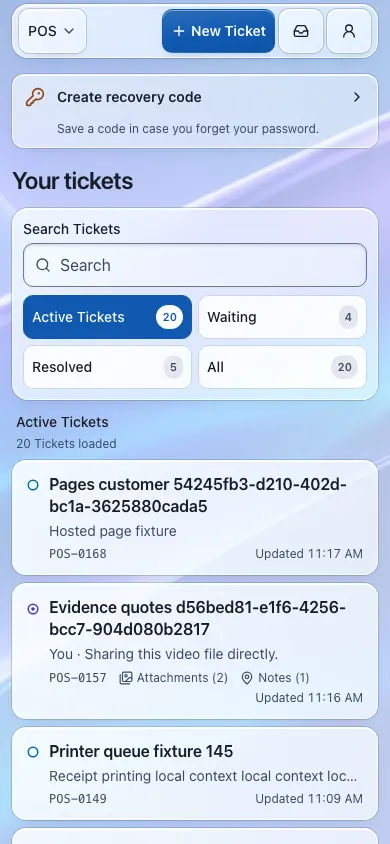 POS
New Ticket
Create recovery code
Save a code in case you forget your password.
Your tickets
Search Tickets
Search
Active Tickets 20
Waiting 4
Resolved 5
All 20
Active Tickets
20 Tickets loaded
Pages customer 54245fb3-d210-402d-
bc1a-3625880cada5
Hosted page fixture
POS-0168 Updated 11:17 AM
Evidence quotes d56bed81-e1f6-4256-
bcc7-904d080b2817
You · Sharing this video file directly.
POS-0157 Attachments (2) Notes (1)
Updated 11:16 AM
Printer queue fixture 145
Receipt printing local context local context loc...
POS-0149 Updated 11:09 AM